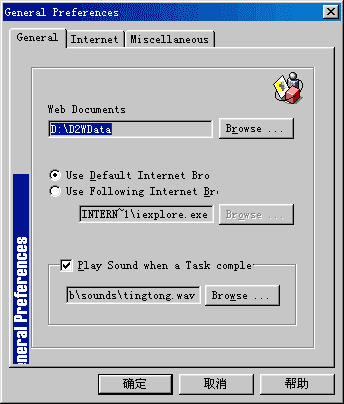 General Preferences
General Internet Miscellaneous
Web Documents
D:\D2WData
Browse ...
Use Default Internet Bro
Use Following Internet Br
INTERN~1\iexplore.exe
Browse ...
Play Sound when a Task comple
b\sounds\tingtong.wav
Browse ...
neral Preferences
确定 取消 帮助